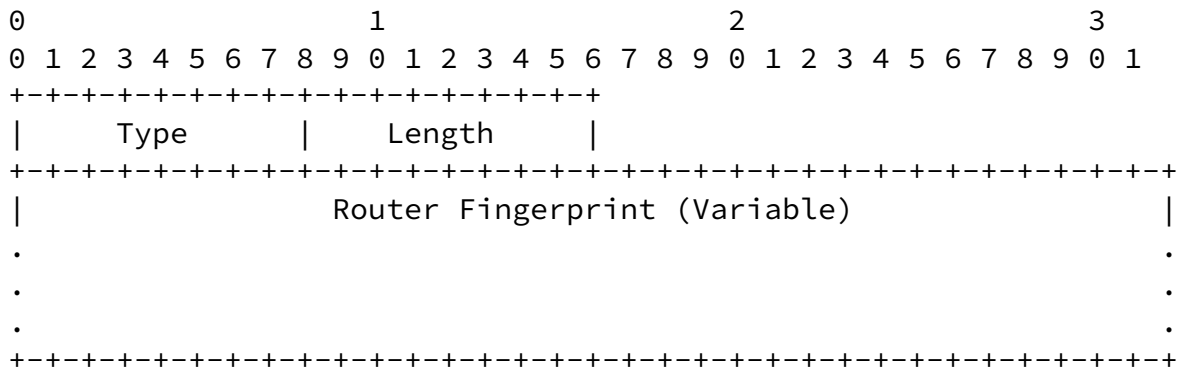 0                   1                   2                   3
0 1 2 3 4 5 6 7 8 9 0 1 2 3 4 5 6 7 8 9 0 1 2 3 4 5 6 7 8 9 0 1
+-+-+-+-+-+-+-+-+-+-+-+-+-+-+-+-+
|     Type      |    Length     |
+-+-+-+-+-+-+-+-+-+-+-+-+-+-+-+-+-+-+-+-+-+-+-+-+-+-+-+-+-+-+-+-+
|                 Router Fingerprint (Variable)                 |
.                                                               .
.                                                               .
.                                                               .
+-+-+-+-+-+-+-+-+-+-+-+-+-+-+-+-+-+-+-+-+-+-+-+-+-+-+-+-+-+-+-+-+